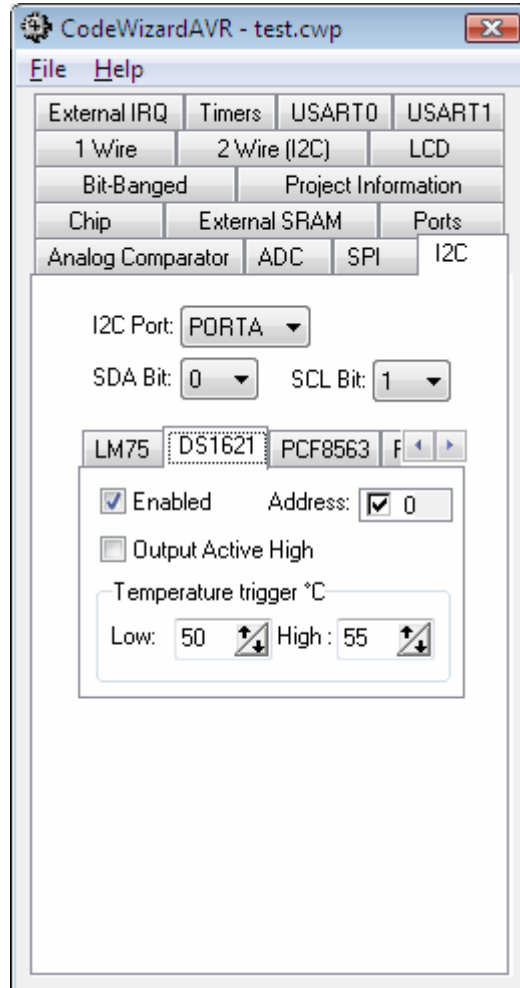 CodeWizardAVR - test.cwp
File Help
External IRQ Timers USART0 USART1
1 Wire 2 Wire (I2C) LCD
Bit-Banged Project Information
Chip External SRAM Ports
Analog Comparator ADC SPI I2C
I2C Port: PORTA
SDA Bit: 0 SCL Bit: 1
LM75 DS1621 PCF8563
Enabled Address: 0
Output Active High
Temperature trigger °C
Low: 50 High : 55